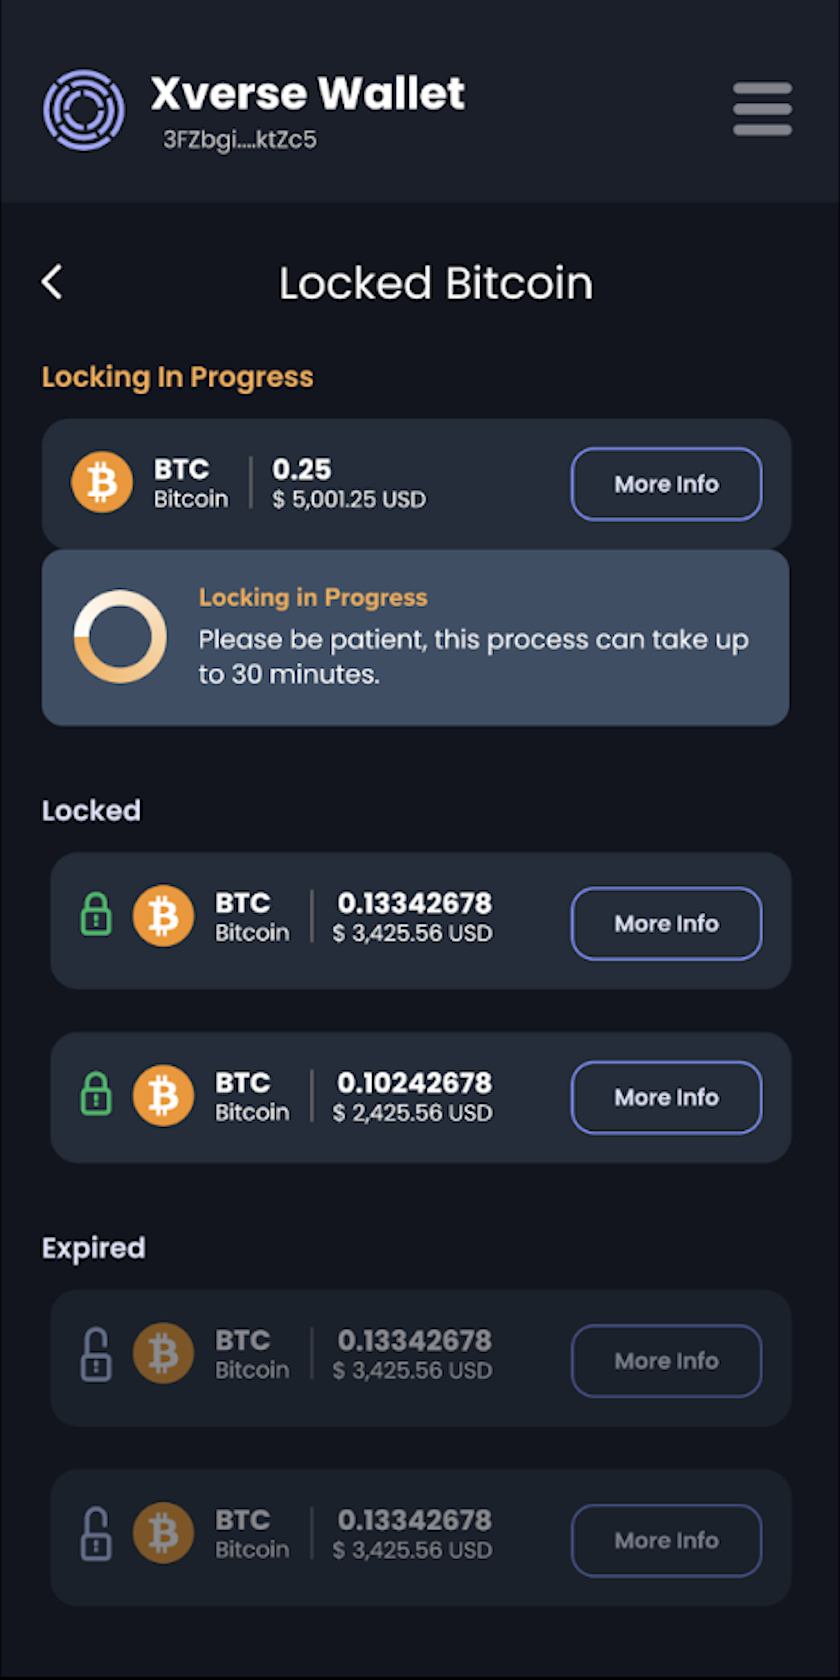 Xverse Wallet
3FZbgi....ktZc5
Locked Bitcoin
Locking In Progress
BTC
Bitcoin
0.25
$ 5,001.25 USD
More Info
Locking in Progress
Please be patient, this process can take up
to 30 minutes.
Locked
BTC
Bitcoin
0.13342678
$ 3,425.56 USD
More Info
BTC
Bitcoin
0.10242678
$ 2,425.56 USD
More Info
Expired
BTC
Bitcoin
0.13342678
$ 3,425.56 USD
More Info
BTC
Bitcoin
0.13342678
$ 3,425.56 USD
More Info